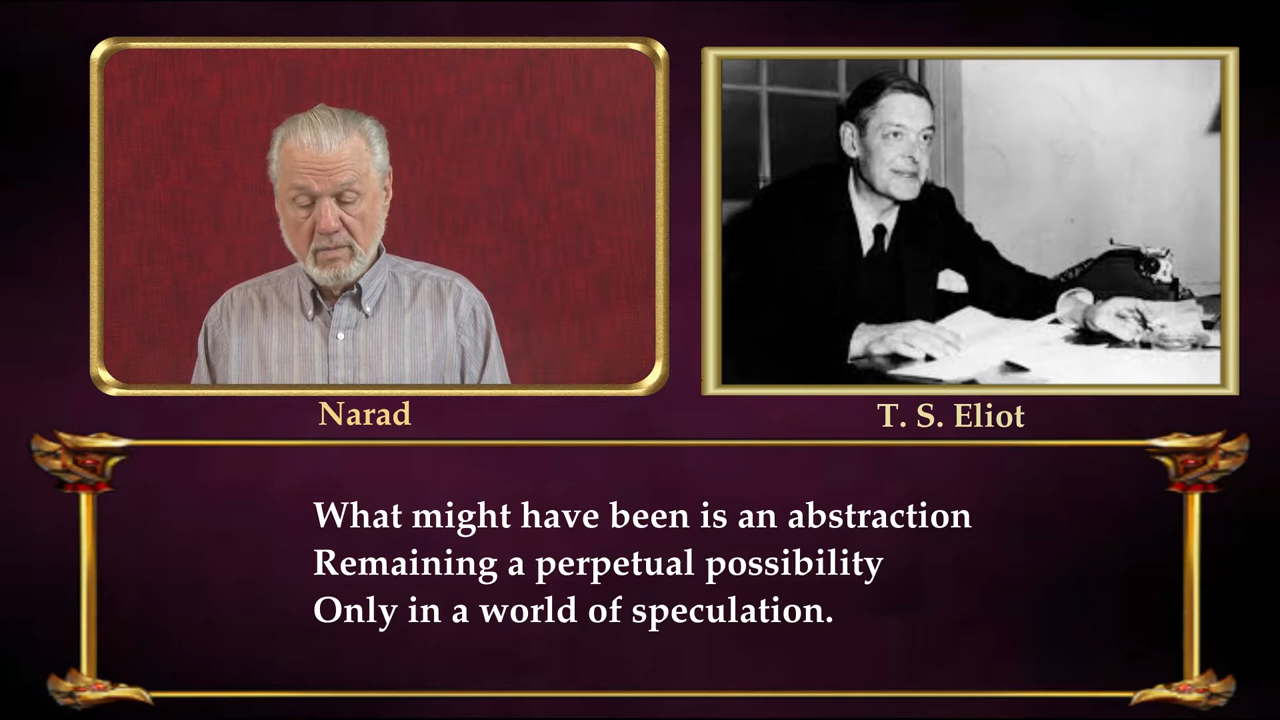 Narad
T. S. Eliot
What might have been is an abstraction
Remaining a perpetual possibility
Only in a world of speculation.